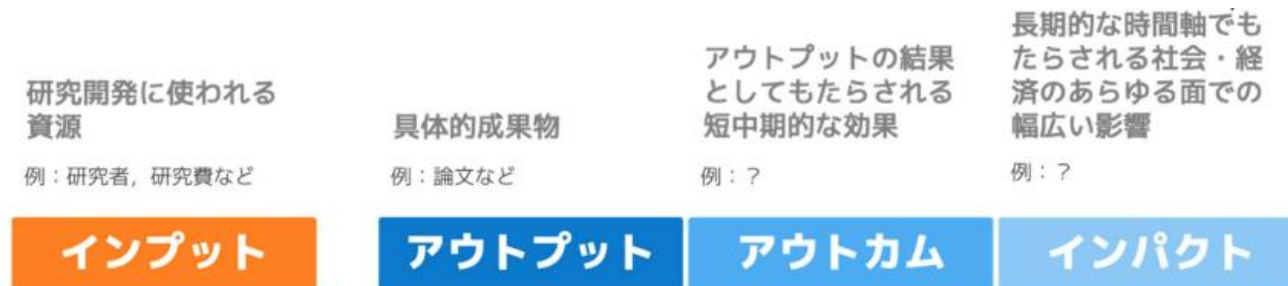 研究開発に使われる
資源
例：研究者，研究費など
インプット
具体的成果物
例：論文など
アウトプット
アウトプットの結果
としてもたらされる
短中期的な効果
例：？
アウトカム
長期的な時間軸でも
たらされる社会・経
済のあらゆる面での
幅広い影響
例：？
インパクト